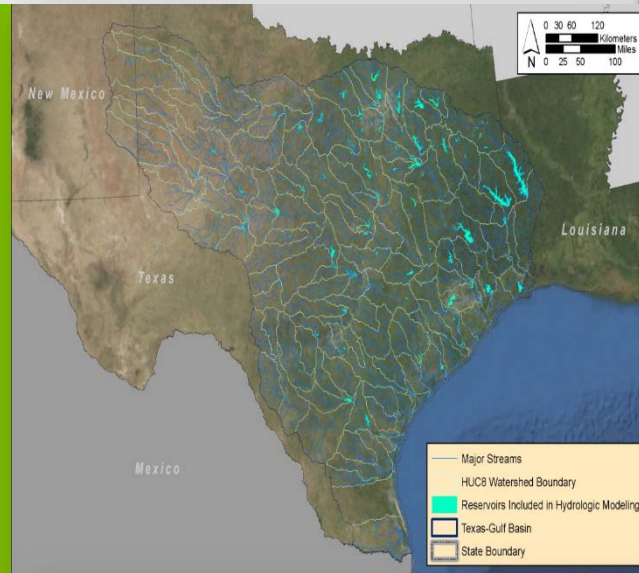 0 30 60 120
Kilometers
Miles
0 25 50 100
N
New Mexico
Louisiana
Texas
Mexico
Major Streams
HUC8 Watershed Boundary
Reservoirs Included in Hydrologic Modeling
Texas-Gulf Basin
State Boundary